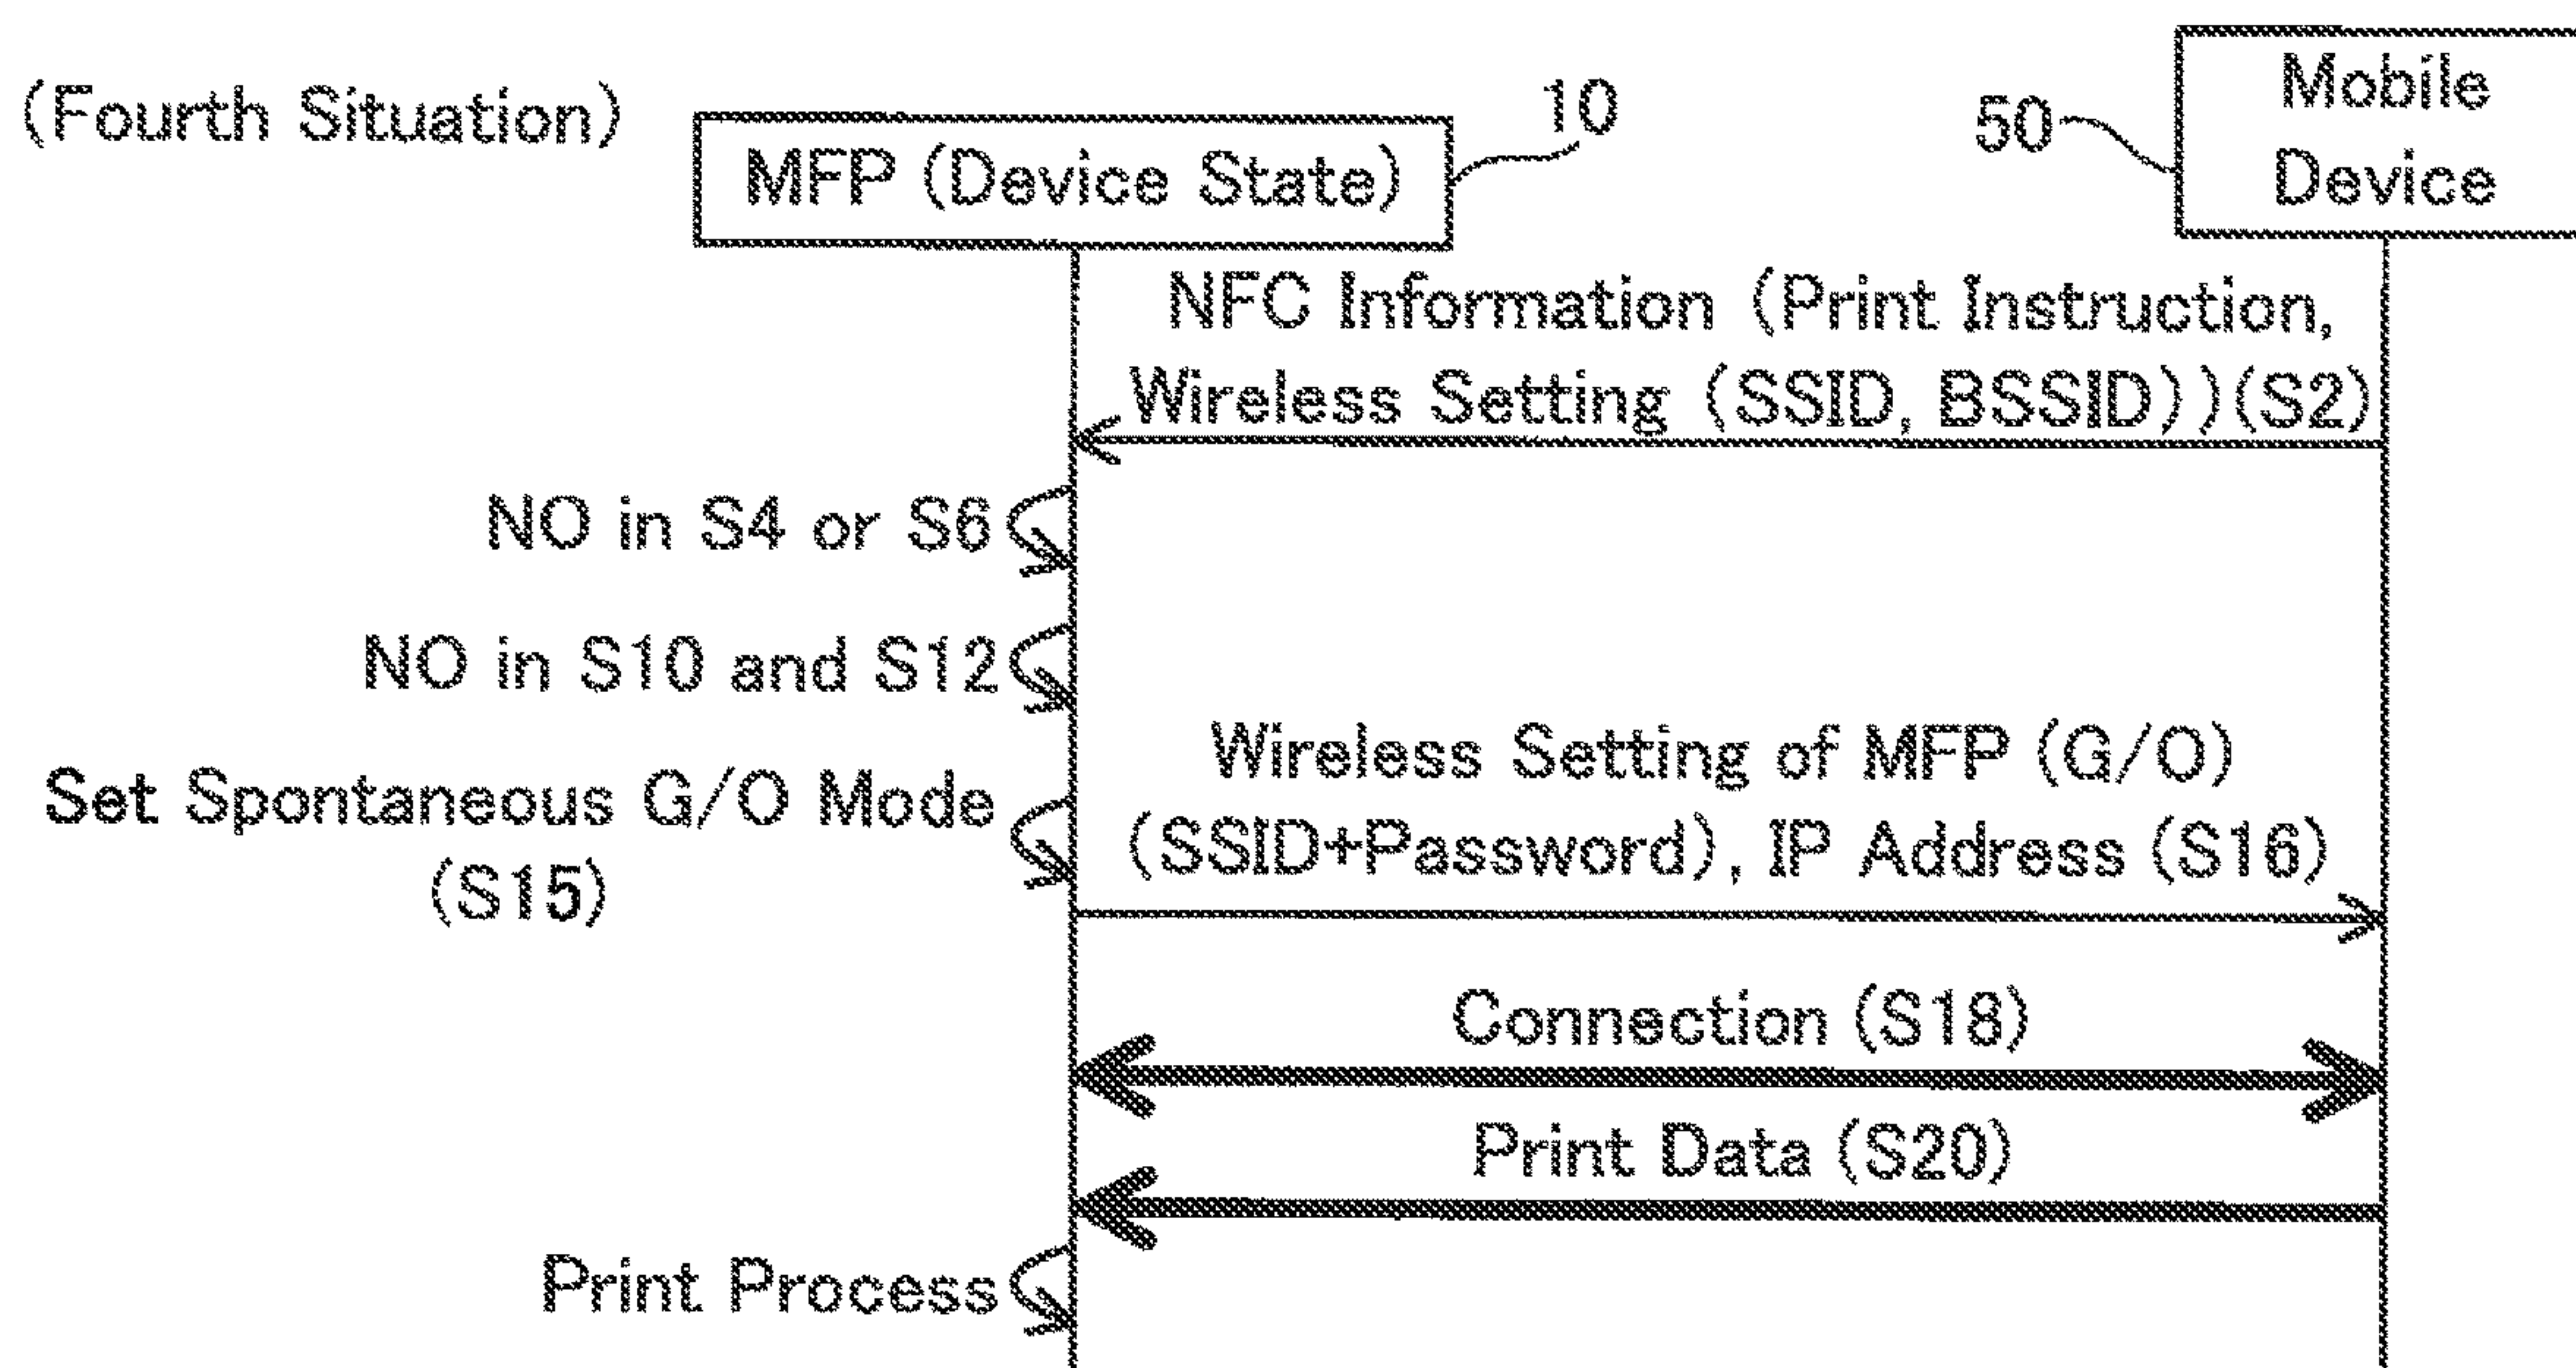 (Fourth Situation)
10
MFP (Device State)
50
Mobile
Device
NFC Information (Print Instruction,
Wireless Setting (SSID, BSSID))(S2)
NO in S4 or S6
NO in S10 and S12
Set Spontaneous G/O Mode
(S15)
Wireless Setting of MFP (G/O)
(SSID+Password), IP Address (S16)
Connection (S18)
Print Data (S20)
Print Process